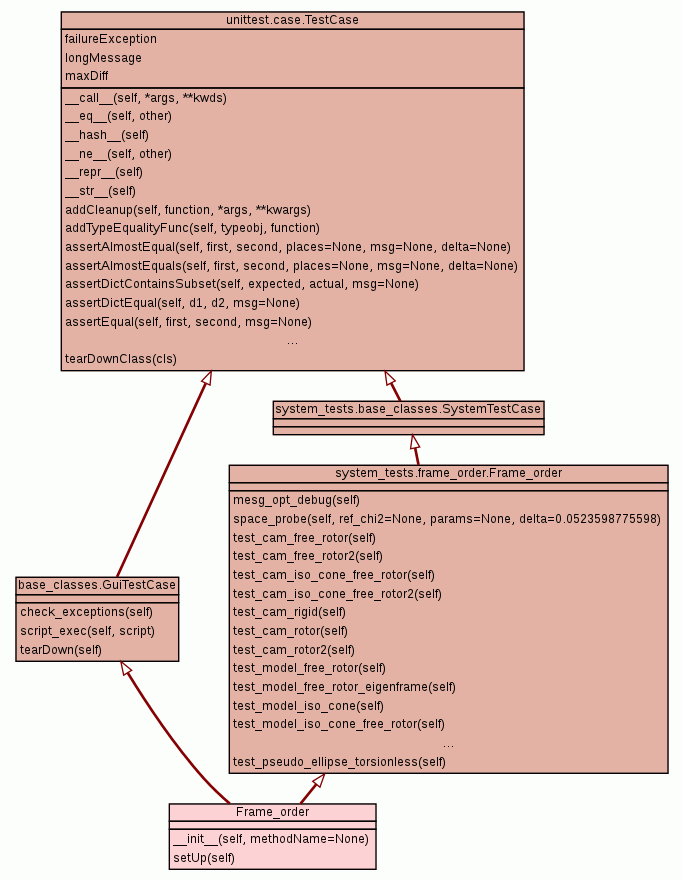 unittest.case.TestCase
failureException
longMessage
maxDiff
__call__(self, *args, **kwds)
__eq__(self, other)
__hash__(self)
__ne__(self, other)
__repr__(self)
__str__(self)
addCleanup(self, function, *args, **kwargs)
addTypeEqualityFunc(self, typeobj, function)
assertAlmostEqual(self, first, second, places=None, msg=None, delta=None)
assertAlmostEquals(self, first, second, places=None, msg=None, delta=None)
assertDictContainsSubset(self, expected, actual, msg=None)
assertDictEqual(self, d1, d2, msg=None)
assertEqual(self, first, second, msg=None)
...
tearDownClass(cls)
system_tests.base_classes.SystemTestCase
system_tests.frame_order.Frame_order
mesg_opt_debug(self)
space_probe(self, ref_chi2=None, params=None, delta=0.0523598775598)
test_cam_free_rotor(self)
test_cam_free_rotor2(self)
test_cam_iso_cone_free_rotor(self)
test_cam_iso_cone_free_rotor2(self)
test_cam_rigid(self)
test_cam_rotor(self)
test_cam_rotor2(self)
test_model_free_rotor(self)
test_model_free_rotor_eigenframe(self)
test_model_iso_cone(self)
test_model_iso_cone_free_rotor(self)
...
test_pseudo_ellipse_torsionless(self)
base_classes.GuiTestCase
check_exceptions(self)
script_exec(self, script)
tearDown(self)
Frame_order
__init__(self, methodName=None)
setUp(self)